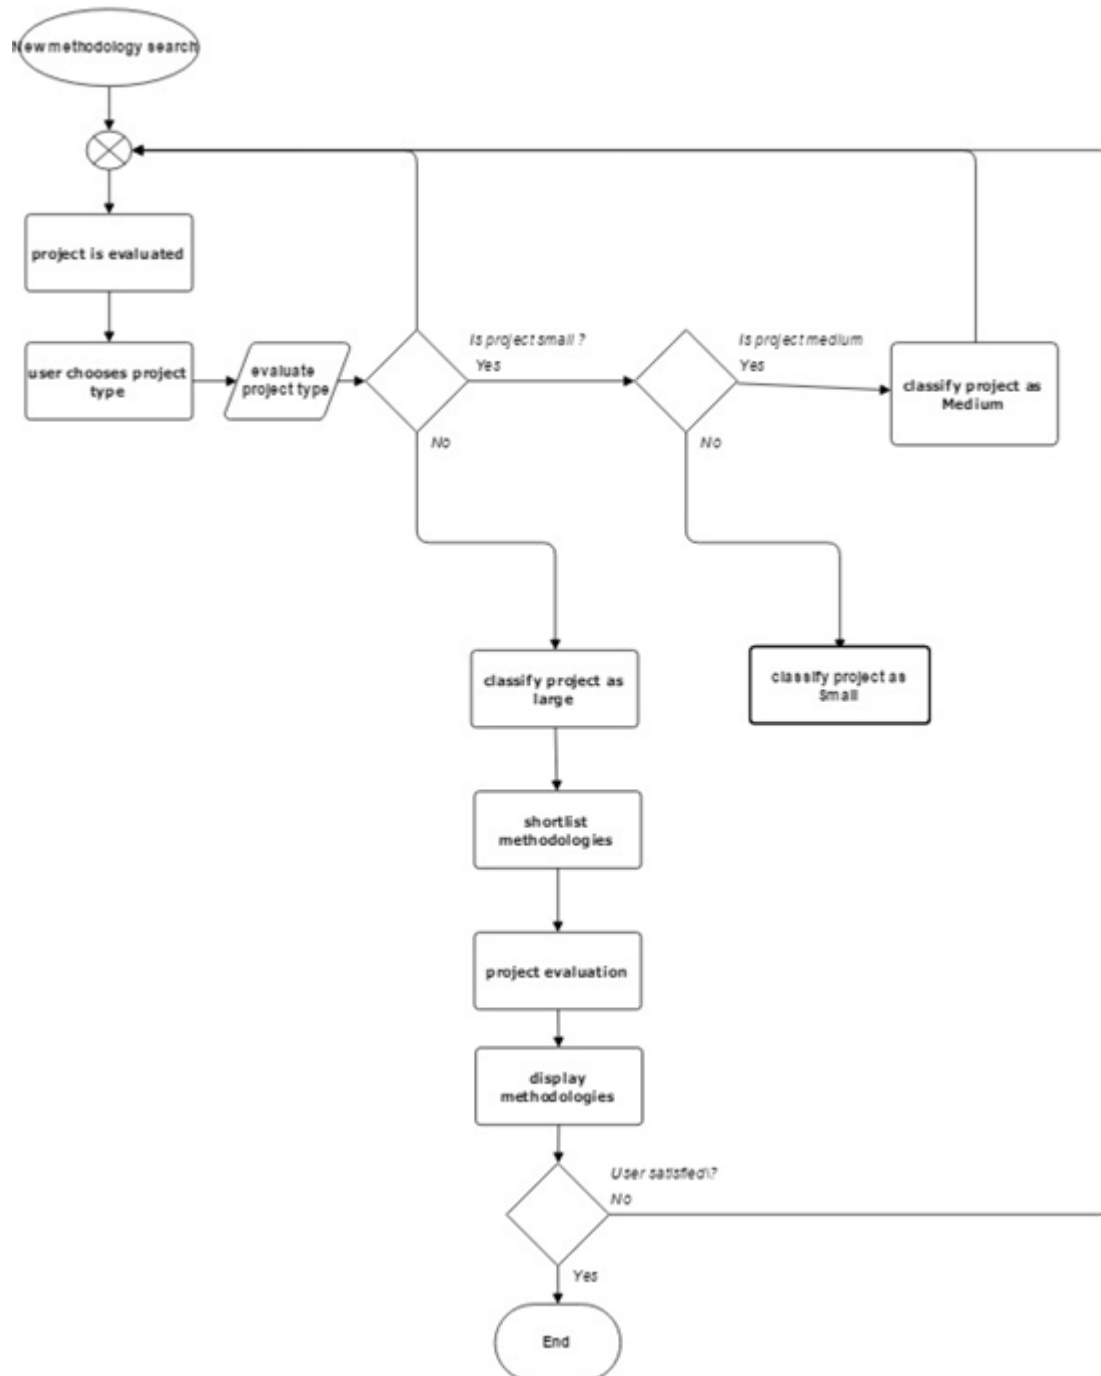 New methodology search
project is evaluated
user chooses project
type
evaluate
project type
Is project small ?
Yes
No
Is project medium
Yes
No
classify project as
Medium
classify project as
large
classify project as
Small
shortlist
methodologies
project evaluation
display
methodologies
User satisfied\?
No
Yes
End